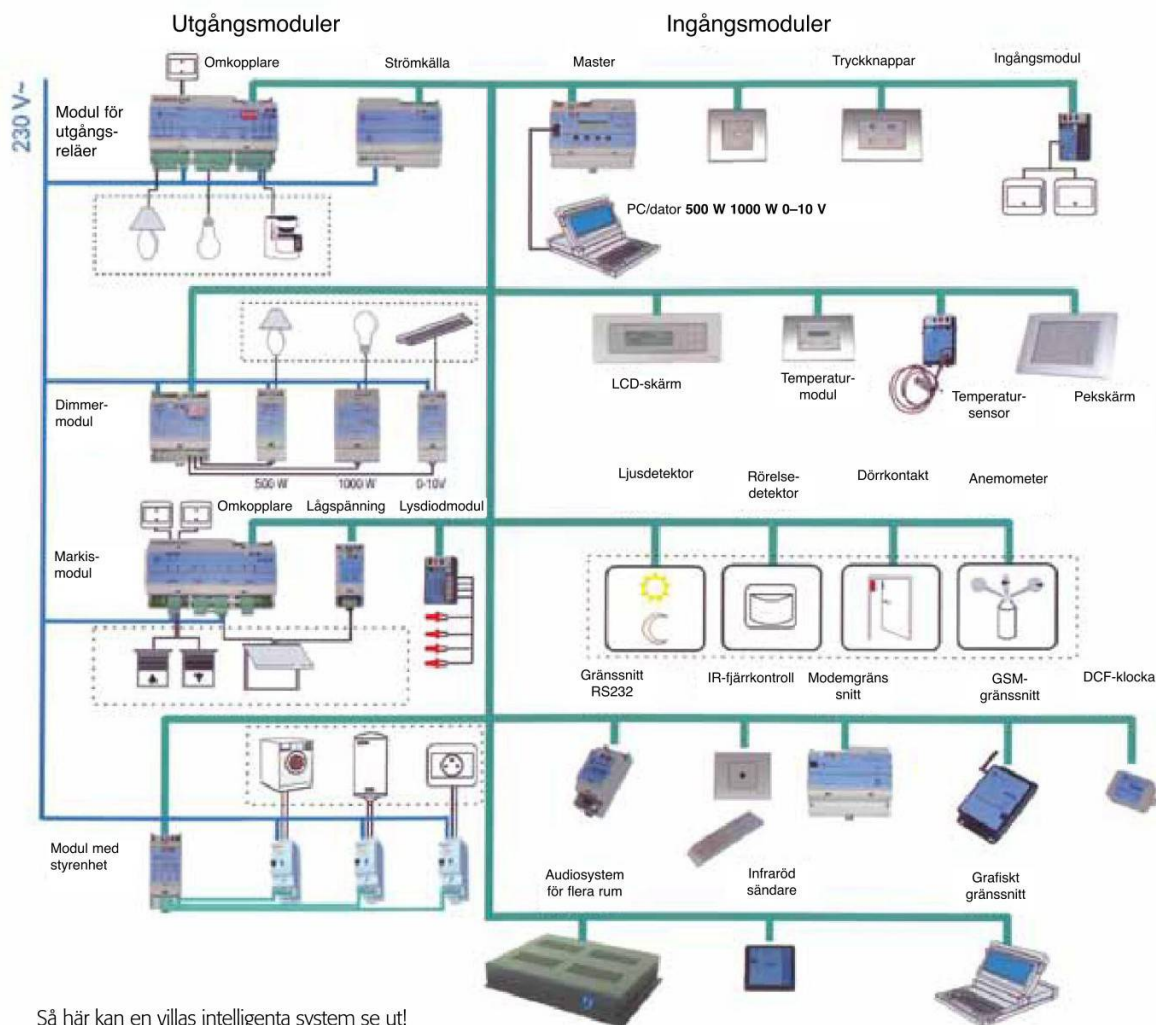 Utgångsmoduler
Ingångsmoduler
230 V~
Omkopplare
Strömkälla
Master
Tryckknappar
Ingångsmodul
Modul för
utgångs-
reläer
PC/dator 500 W 1000 W 0–10 V
LCD-skärm
Temperatur-
modul
Temperatur-
sensor
Pekskärm
Dimmer-
modul
500 W
1000 W
0-10V
Ljusdetektor
Rörelse-
detektor
Dörrkontakt
Anemometer
Omkopplare
Lågspänning
Lysdiodmodul
Markis-
modul
Gränssnitt
RS232
IR-fjärrkontroll
Modemgräns
snitt
GSM-
gränssnitt
DCF-klocka
Modul med
styrenhet
Audiosystem
för flera rum
Infraröd
sändare
Grafiskt
gränssnitt
Så här kan en villas intelligenta system se ut!